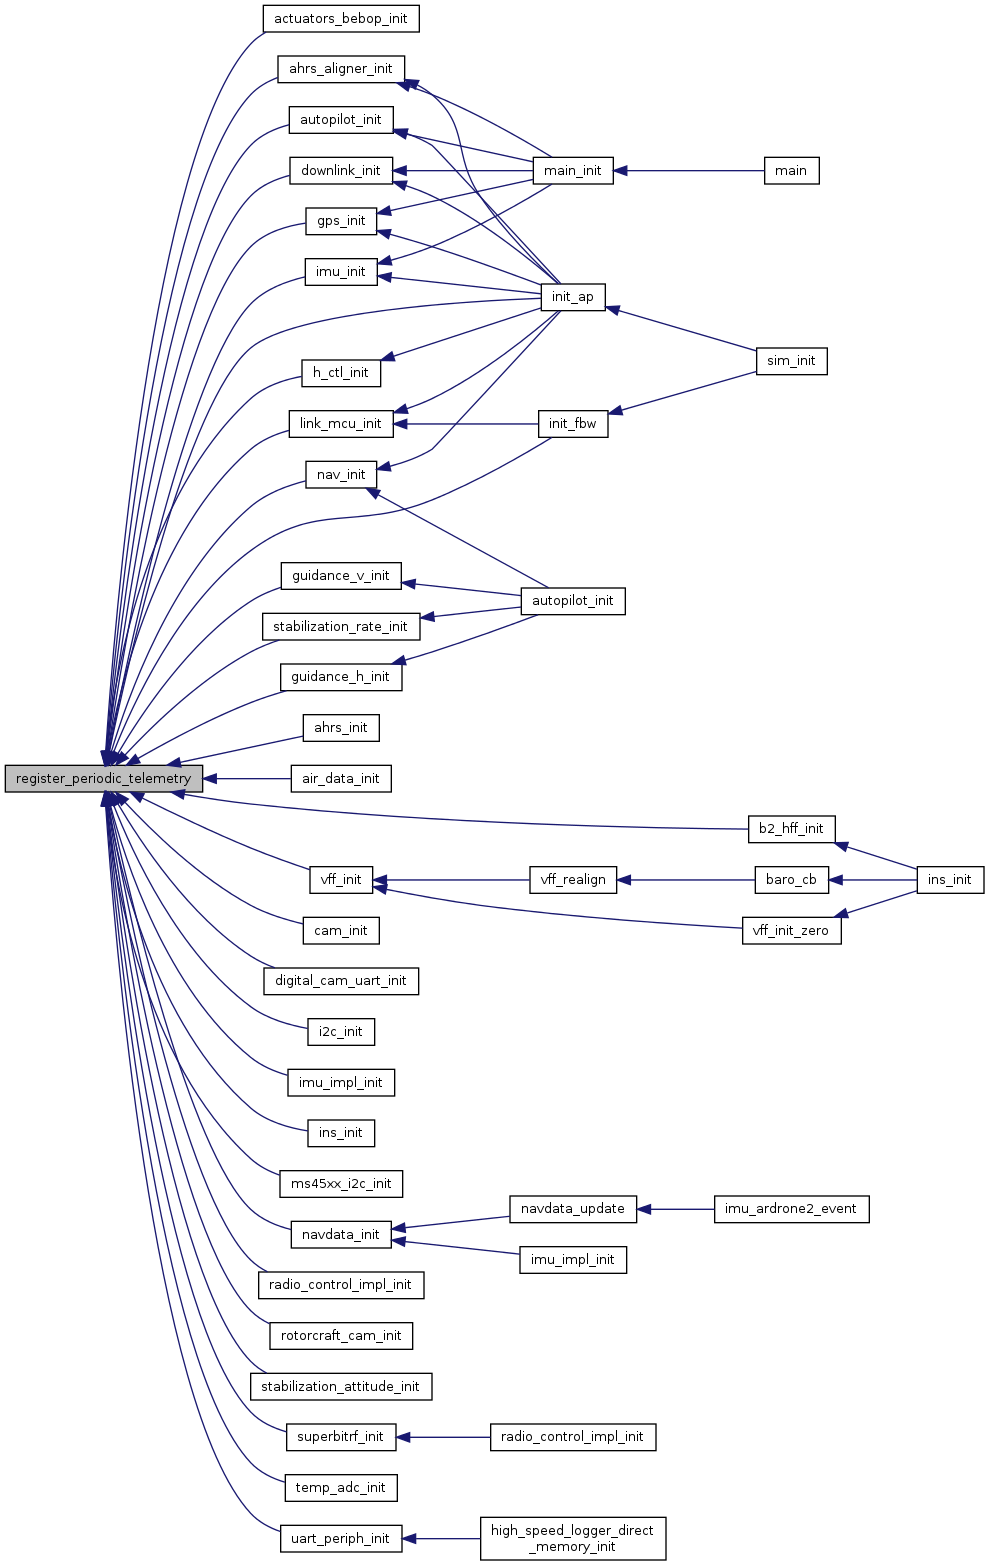 actuators_bebop_init
ahrs_aligner_init
autopilot_init
downlink_init
main_init
main
gps_init
imu_init
init_ap
h_ctl_init
sim_init
link_mcu_init
init_fbw
nav_init
guidance_v_init
autopilot_init
stabilization_rate_init
guidance_h_init
ahrs_init
register_periodic_telemetry
air_data_init
b2_hff_init
vff_init
vff_realign
baro_cb
ins_init
cam_init
vff_init_zero
digital_cam_uart_init
i2c_init
imu_impl_init
ins_init
ms45xx_i2c_init
navdata_update
imu_ardrone2_event
navdata_init
imu_impl_init
radio_control_impl_init
rotorcraft_cam_init
stabilization_attitude_init
superbitrf_init
radio_control_impl_init
temp_adc_init
uart_periph_init
high_speed_logger_direct
_memory_init